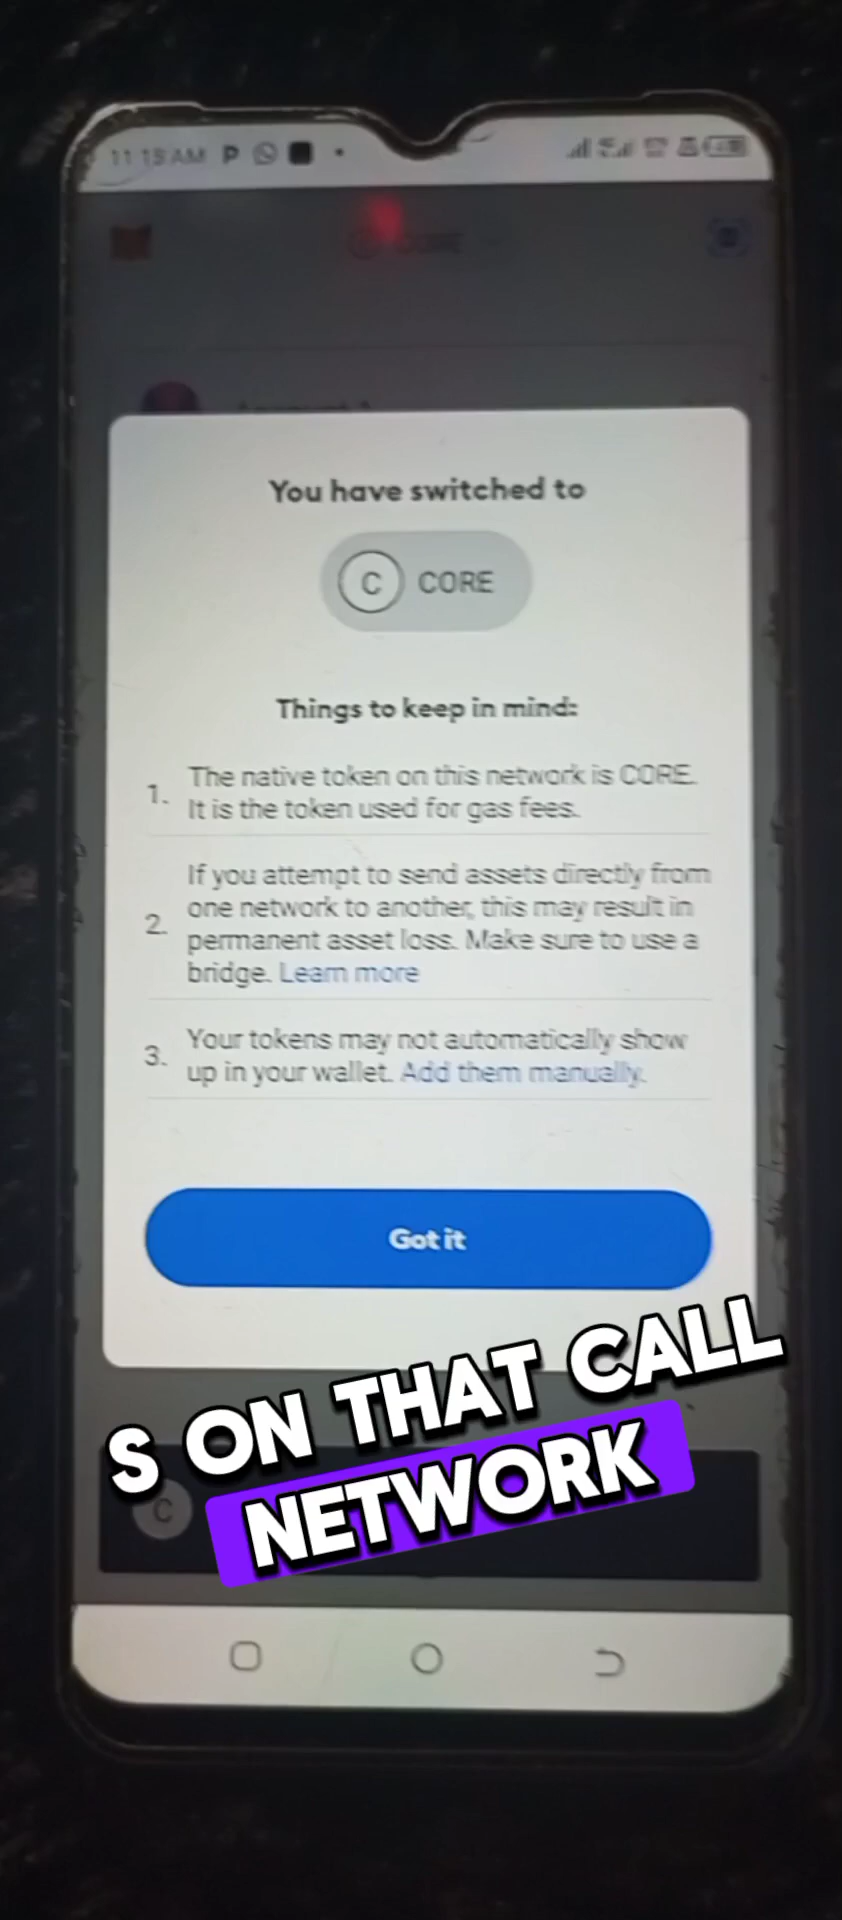 11:15 AM P
CORE
You have switched to
C CORE
Things to keep in mind:
1. The native token on this network is CORE.
It is the token used for gas fees.
2. If you attempt to send assets directly from
one network to another, this may result in
permanent asset loss. Make sure to use a
bridge. Learn more
3. Your tokens may not automatically show
up in your wallet. Add them manually.
Got it
S ON THAT CALL
C NETWORK